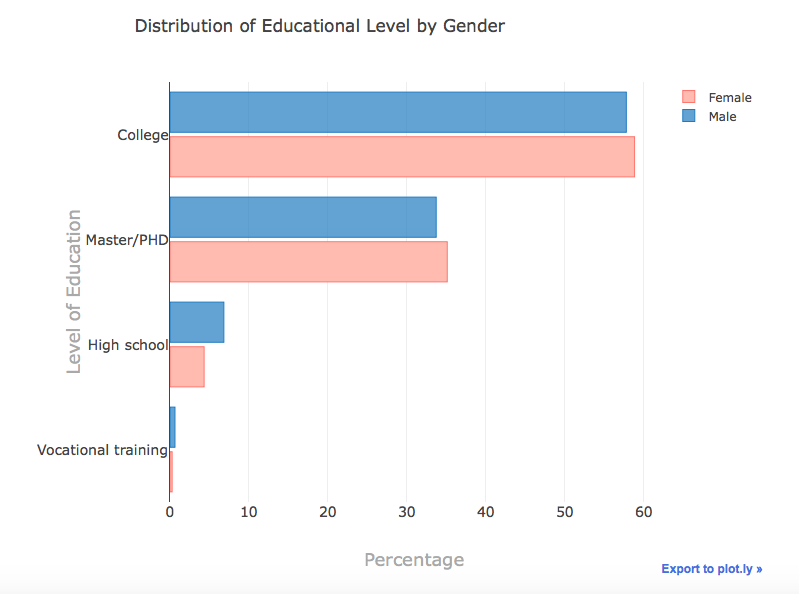 Distribution of Educational Level by Gender
Female
Male
College
Master/PHD
High school
Vocational training
Level of Education
0 10 20 30 40 50 60
Percentage
Export to plot.ly »